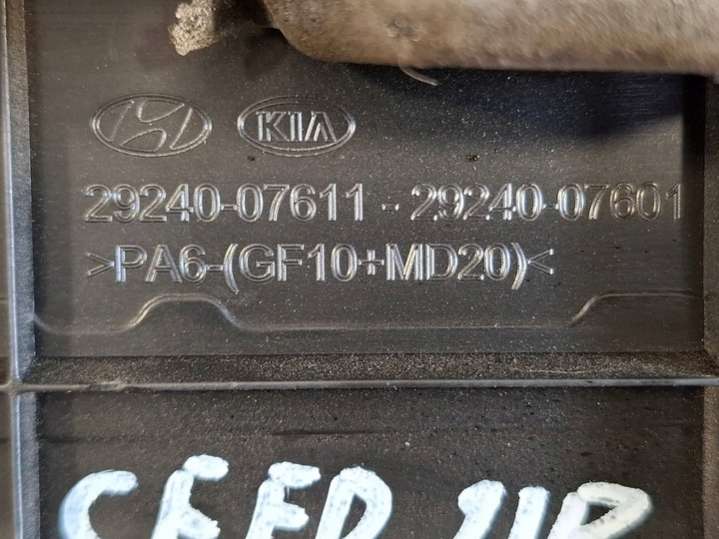 KIA
29240-07611 - 29240-07601
>PA6-(GF10+MD20)<
CEED